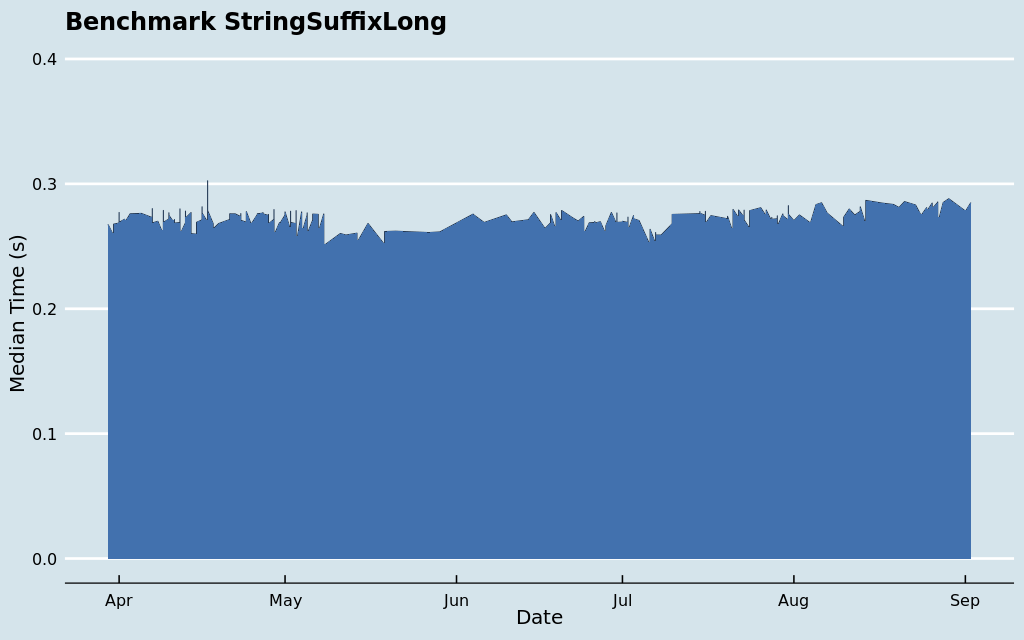 Benchmark StringSuffixLong
0.4
0.3
0.2
0.1
0.0
Median Time (s)
Apr May Jun Jul Aug Sep
Date